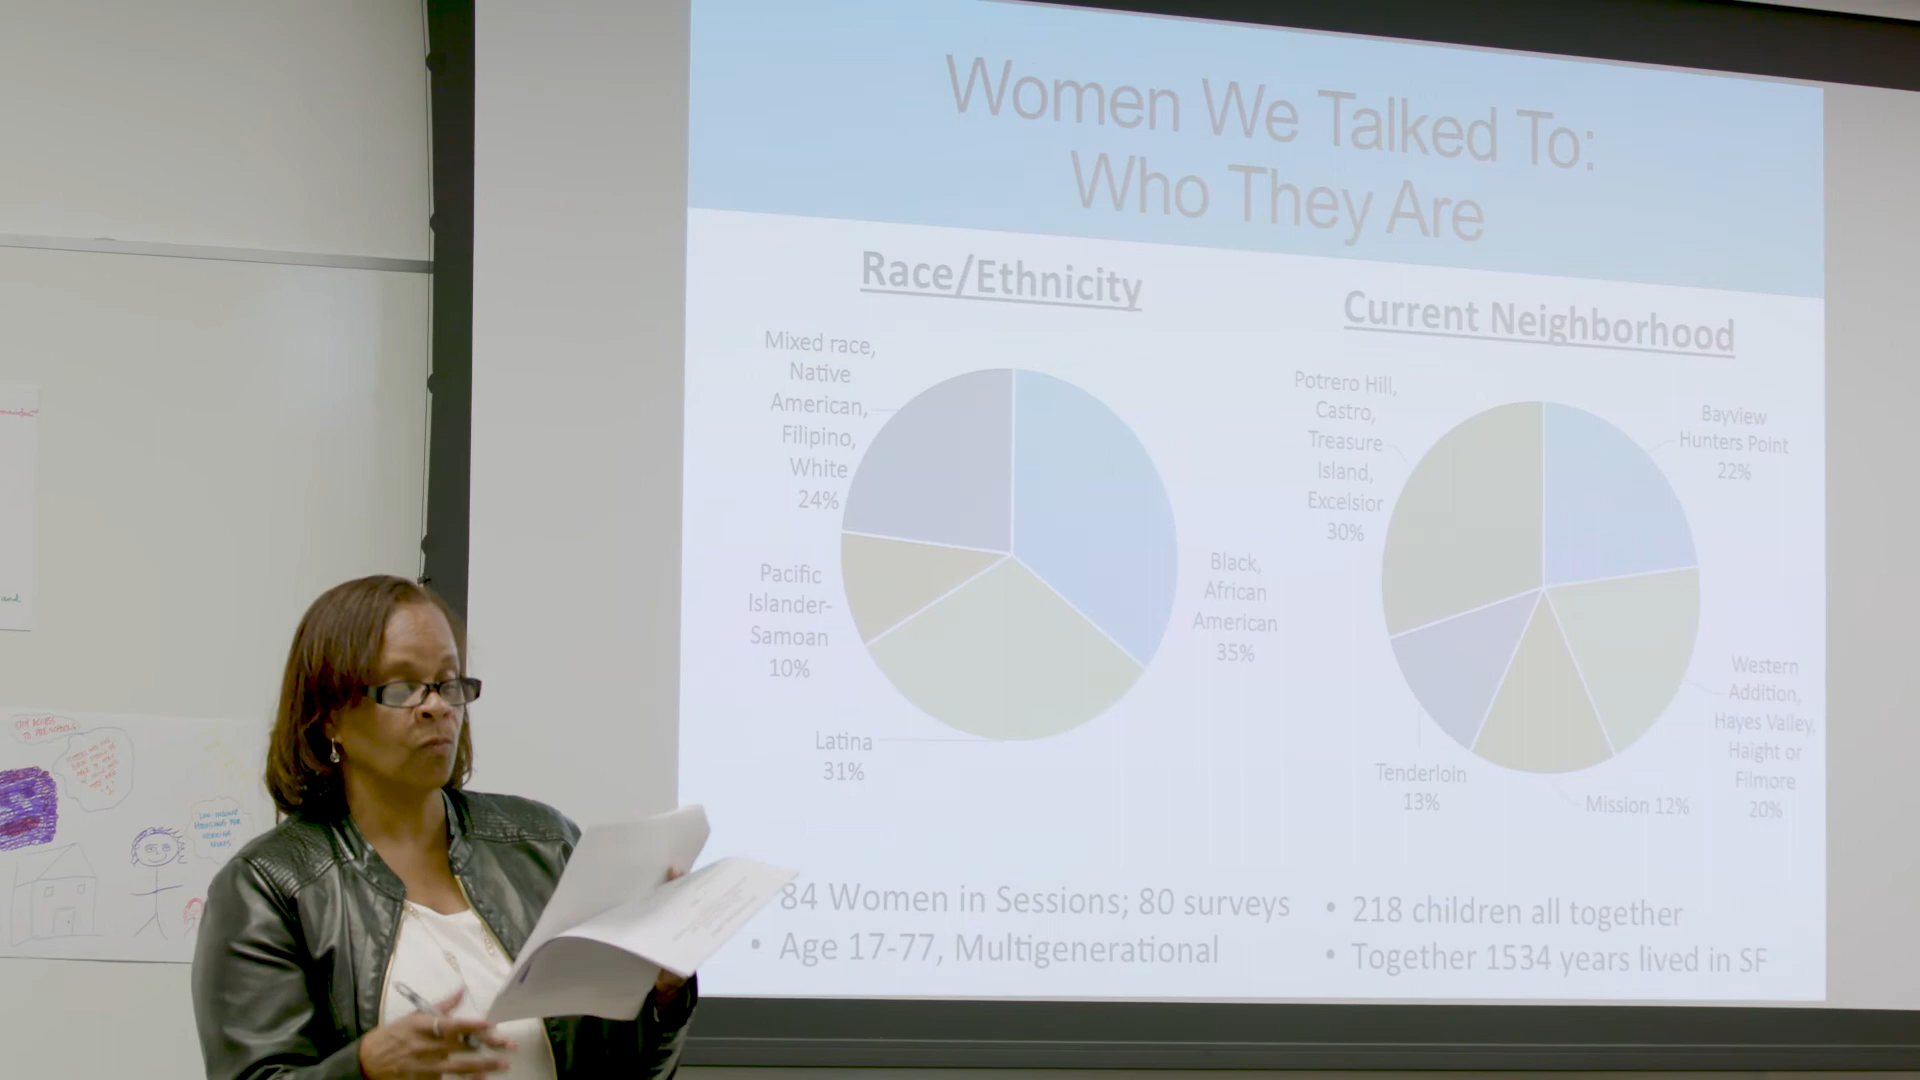 Women We Talked To:
Who They Are
Race/Ethnicity
Mixed race,
Native
American,
Filipino,
White
24%
Pacific
Islander-
Samoan
10%
Latina
31%
Black,
African
American
35%
Current Neighborhood
Potrero Hill,
Castro,
Treasure
Island,
Excelsior
30%
Bayview
Hunters Point
22%
Western
Addition,
Hayes Valley,
Haight or
Filmore
20%
Tenderloin
13%
Mission 12%
84 Women in Sessions; 80 surveys
• Age 17-77, Multigenerational
• 218 children all together
• Together 1534 years lived in SF
and